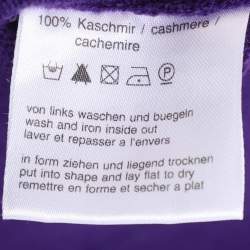 100% Kaschmir / cashmere /
cachemire
P
von links waschen und buegeln
wash and iron inside out
laver et repasser a l'envers
in form ziehen und liegend trocknen
put into shape and lay flat to dry
remettre en forme et secher a plat